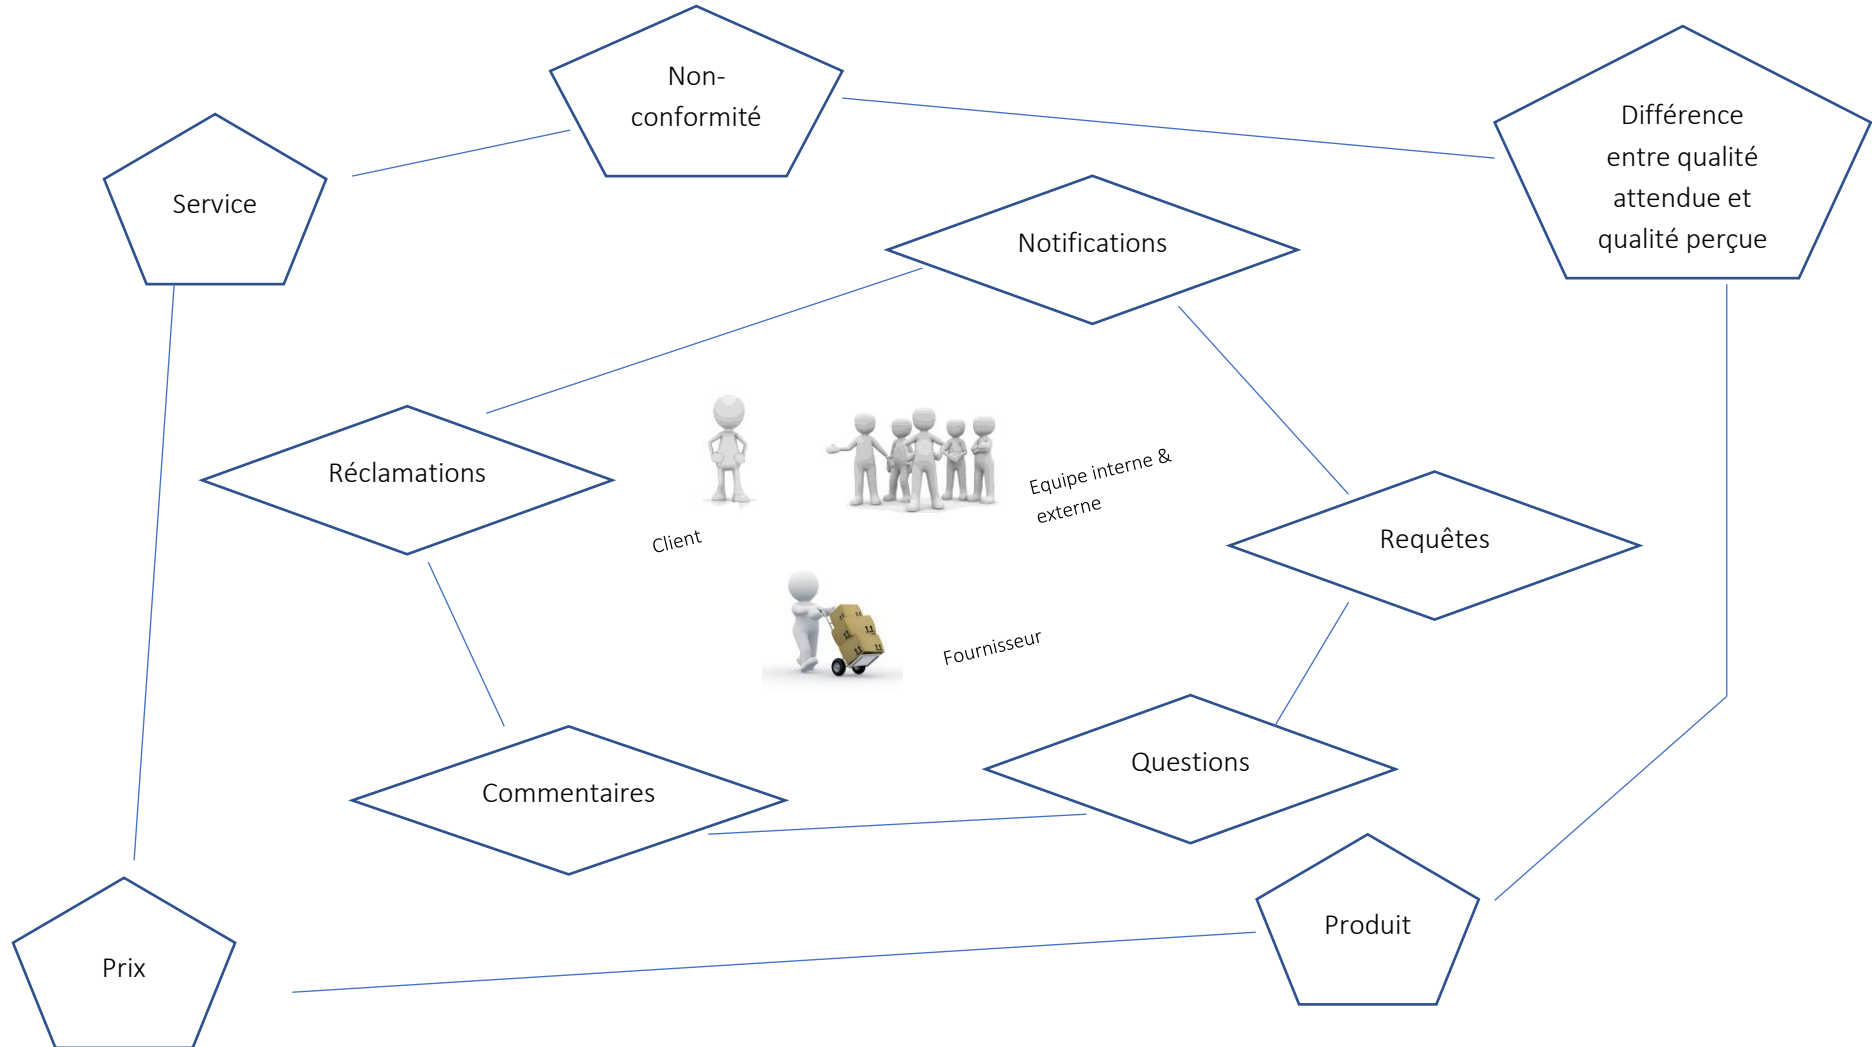 Non-
conformité
Différence
entre qualité
attendue et
qualité perçue
Service
Notifications
Réclamations
Equipe interne &
externe
Client
Requêtes
Fournisseur
Questions
Commentaires
Produit
Prix